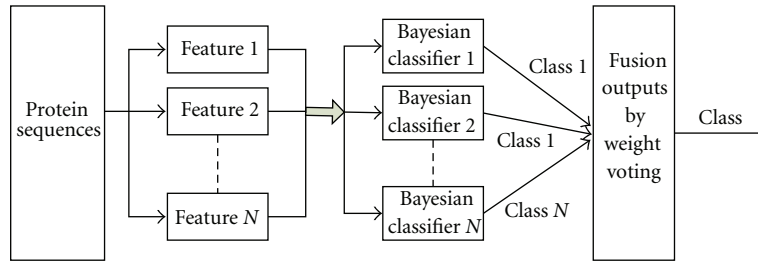 Protein
sequences
Feature 1
Feature 2
Feature N
Bayesian
classifier 1
Bayesian
classifier 2
Bayesian
classifier N
Class 1
Class 1
Class N
Fusion
outputs
by
weight
voting
Class